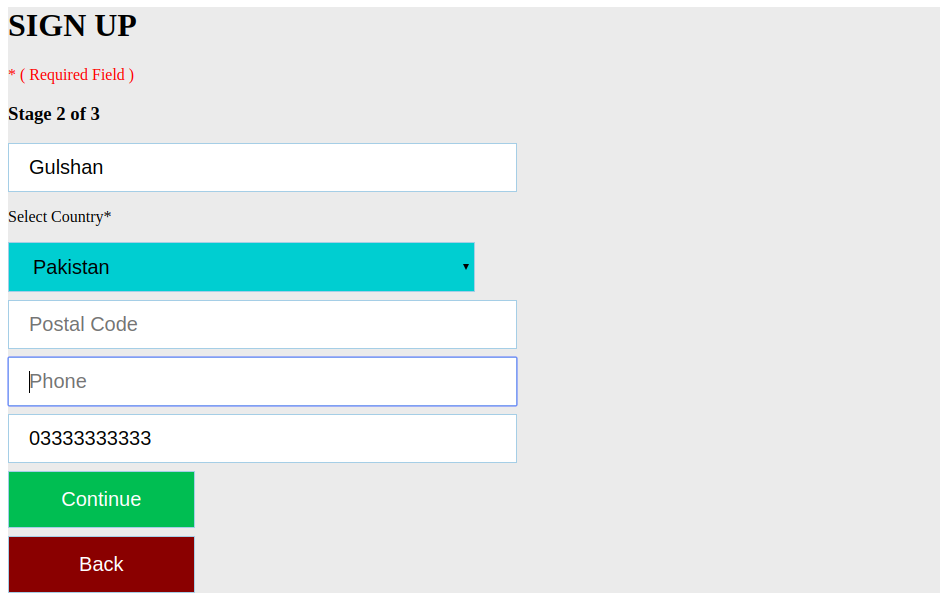 SIGN UP
* ( Required Field )
Stage 2 of 3
Gulshan
Select Country*
Pakistan
Postal Code
Phone
03333333333
Continue
Back